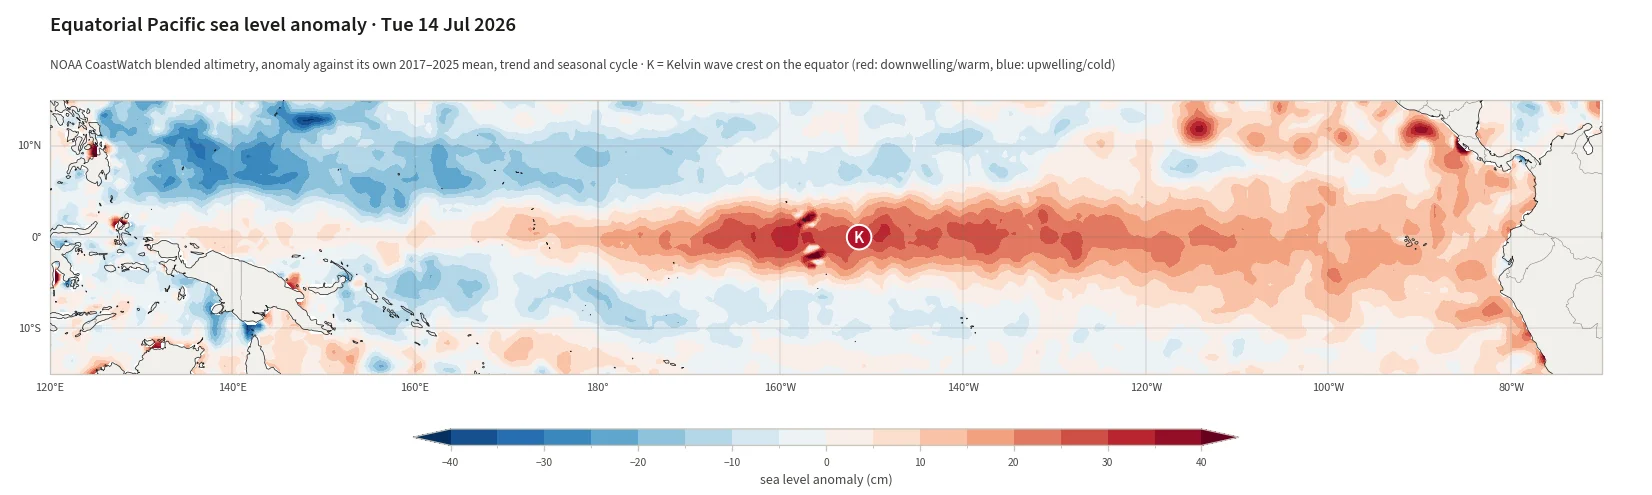 Equatorial Pacific sea level anomaly · Tue 14 Jul 2026
NOAA CoastWatch blended altimetry, anomaly against its own 2017–2025 mean, trend and seasonal cycle · K = Kelvin wave crest on the equator (red: downwelling/warm, blue: upwelling/cold)
10°N
0°
K
10°S
120°E 140°E 160°E 180° 160°W 140°W 120°W 100°W 80°W
−40 −30 −20 −10 0 10 20 30 40
sea level anomaly (cm)